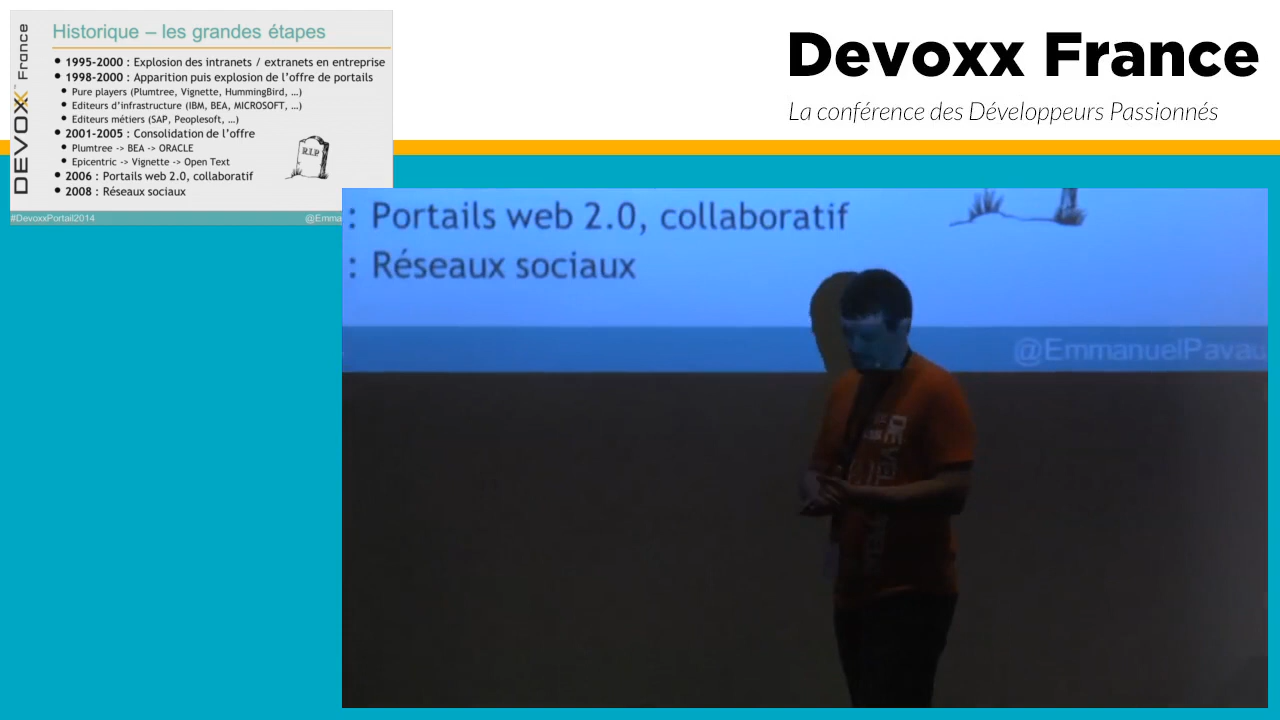 Devoxx France
La conférence des Développeurs Passionnés
DEVOXX™ France
Historique – les grandes étapes
• 1995-2000 : Explosion des intranets / extranets en entreprise
• 1998-2000 : Apparition puis explosion de l'offre de portails
• Pure players (Plumtree, Vignette, HummingBird, …)
• Editeurs d'infrastructure (IBM, BEA, MICROSOFT, …)
• Editeurs métiers (SAP, Peoplesoft, …)
• 2001-2005 : Consolidation de l'offre
• Plumtree -> BEA -> ORACLE
• Epicentric -> Vignette -> Open Text
• 2006 : Portails web 2.0, collaboratif
• 2008 : Réseaux sociaux
R.I.P
#DevoxxPortail2014
@Emma
: Portails web 2.0, collaboratif
: Réseaux sociaux
@EmmanuelPavau